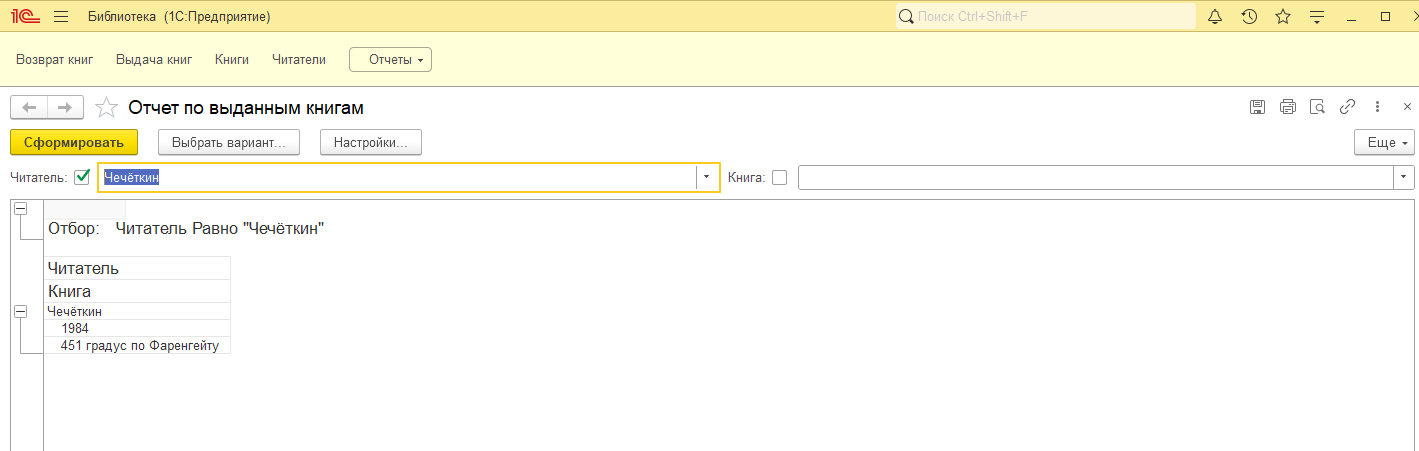 1С Библиотека (1С:Предприятие) Поиск Ctrl+Shift+F
Возврат книг Выдача книг Книги Читатели Отчеты
Отчет по выданным книгам
Сформировать Выбрать вариант... Настройки... Еще
Читатель: Чечёткин Книга:
Отбор: Читатель Равно "Чечёткин"
Читатель
Книга
Чечёткин
1984
451 градус по Фаренгейту